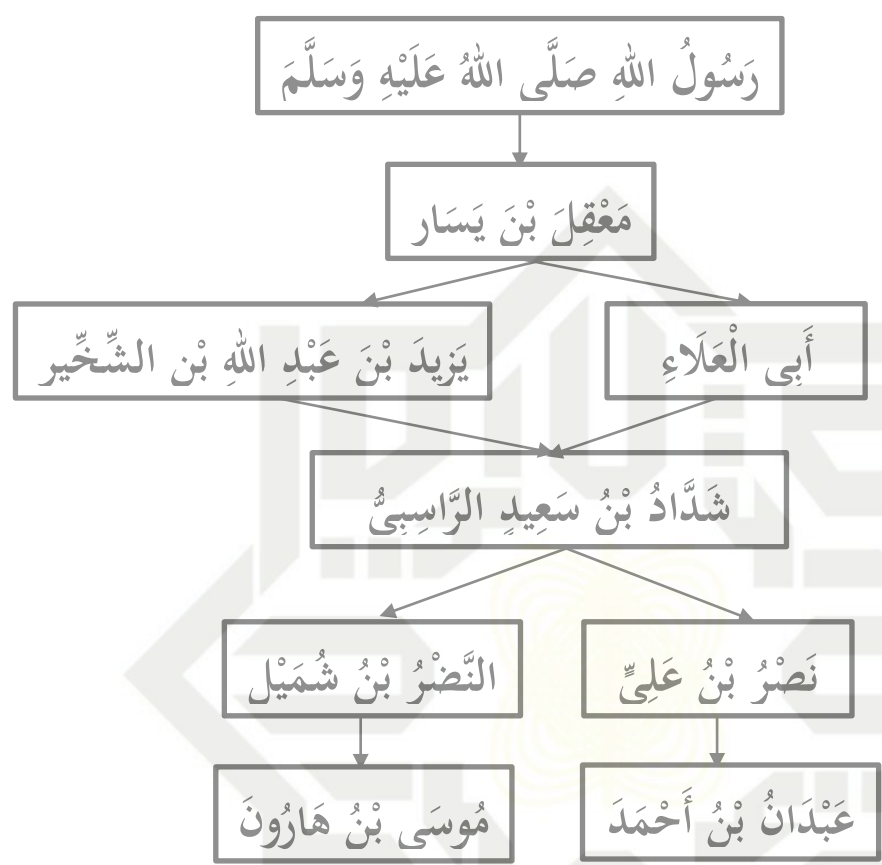 رَسُولُ اللهِ صَلَّى اللهُ عَلَيْهِ وَسَلَّمَ
مَعْقِلَ بْنَ يَسَار
أَبِى الْعَلَاءِ
يَزِيدَ بْنَ عَبْدِ اللهِ بْنِ الشِّخِّيرِ
شَدَّادُ بْنُ سَعِيدٍ الرَّاسِبِىُّ
نَصْرُ بْنُ عَلِىٍّ
النَّضْرُ بْنُ شُمَيْلِ
عَبْدَانُ بْنُ أَحْمَدَ
مُوسَى بْنُ هَارُونَ